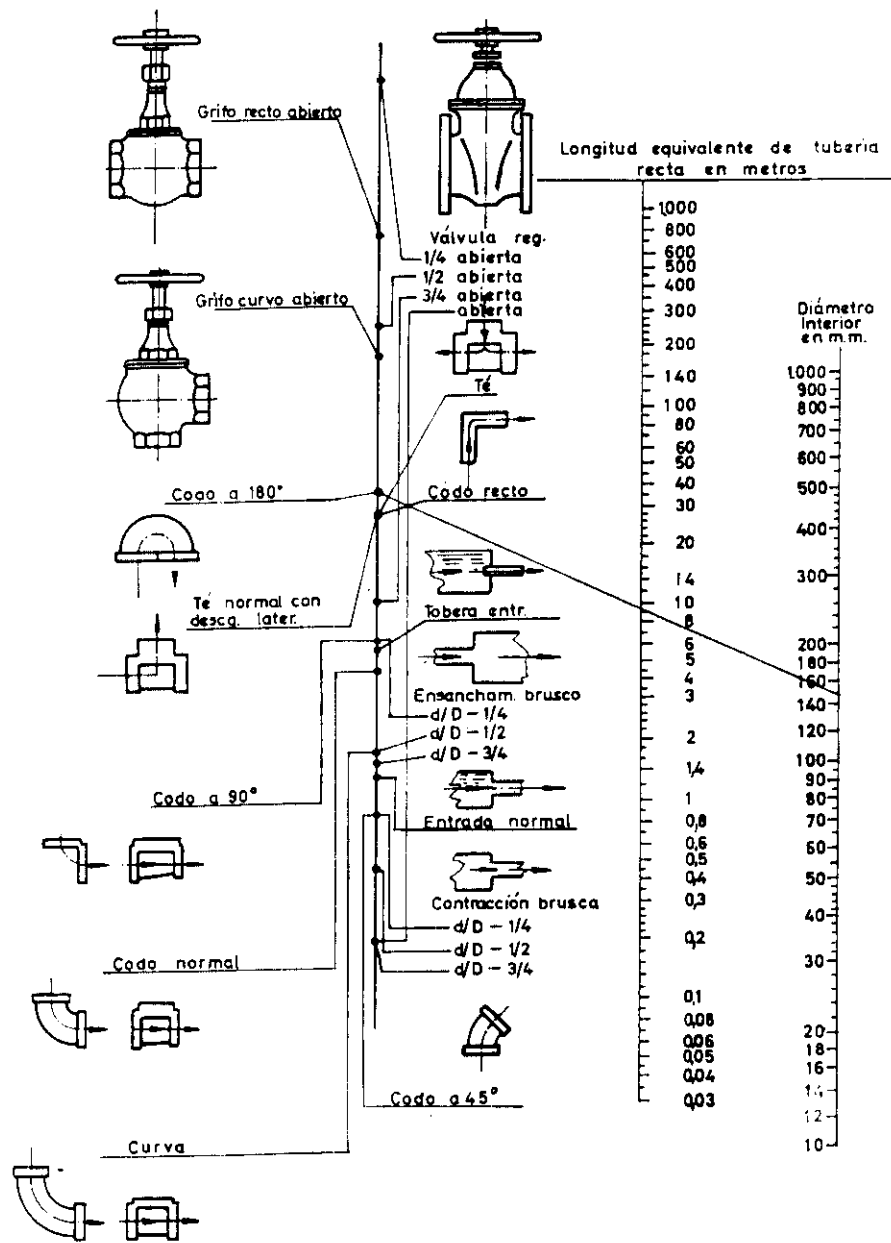 Grifo recto abierto
Longitud equivalente de tuberia
recta en metros
Válvula reg.
1/4 abierta
1/2 abierta
3/4 abierta
abierta
Grifo curvo abierto
Té
Codo a 180°
Codo recto
Té normal con
desca. later.
Tobera entr.
Ensancham. brusco
d/D - 1/4
d/D - 1/2
d/D - 3/4
Codo a 90°
Entrada normal
Contracción brusca
d/D - 1/4
d/D - 1/2
d/D - 3/4
Codo normal
Codo a 45°
Curva
1,000
800
600
500
400
300
200
140
100
80
60
50
40
30
20
14
10
8
6
5
4
3
2
1,4
1
0,8
0,6
0,5
0,4
0,3
0,2
0,1
0,08
0,06
0,05
0,04
0,03
Diámetro
Interior
en m.m.
1.000
900
800
700
600
500
400
300
200
180
160
140
120
100
90
80
70
60
50
40
30
20
18
16
14
12
10